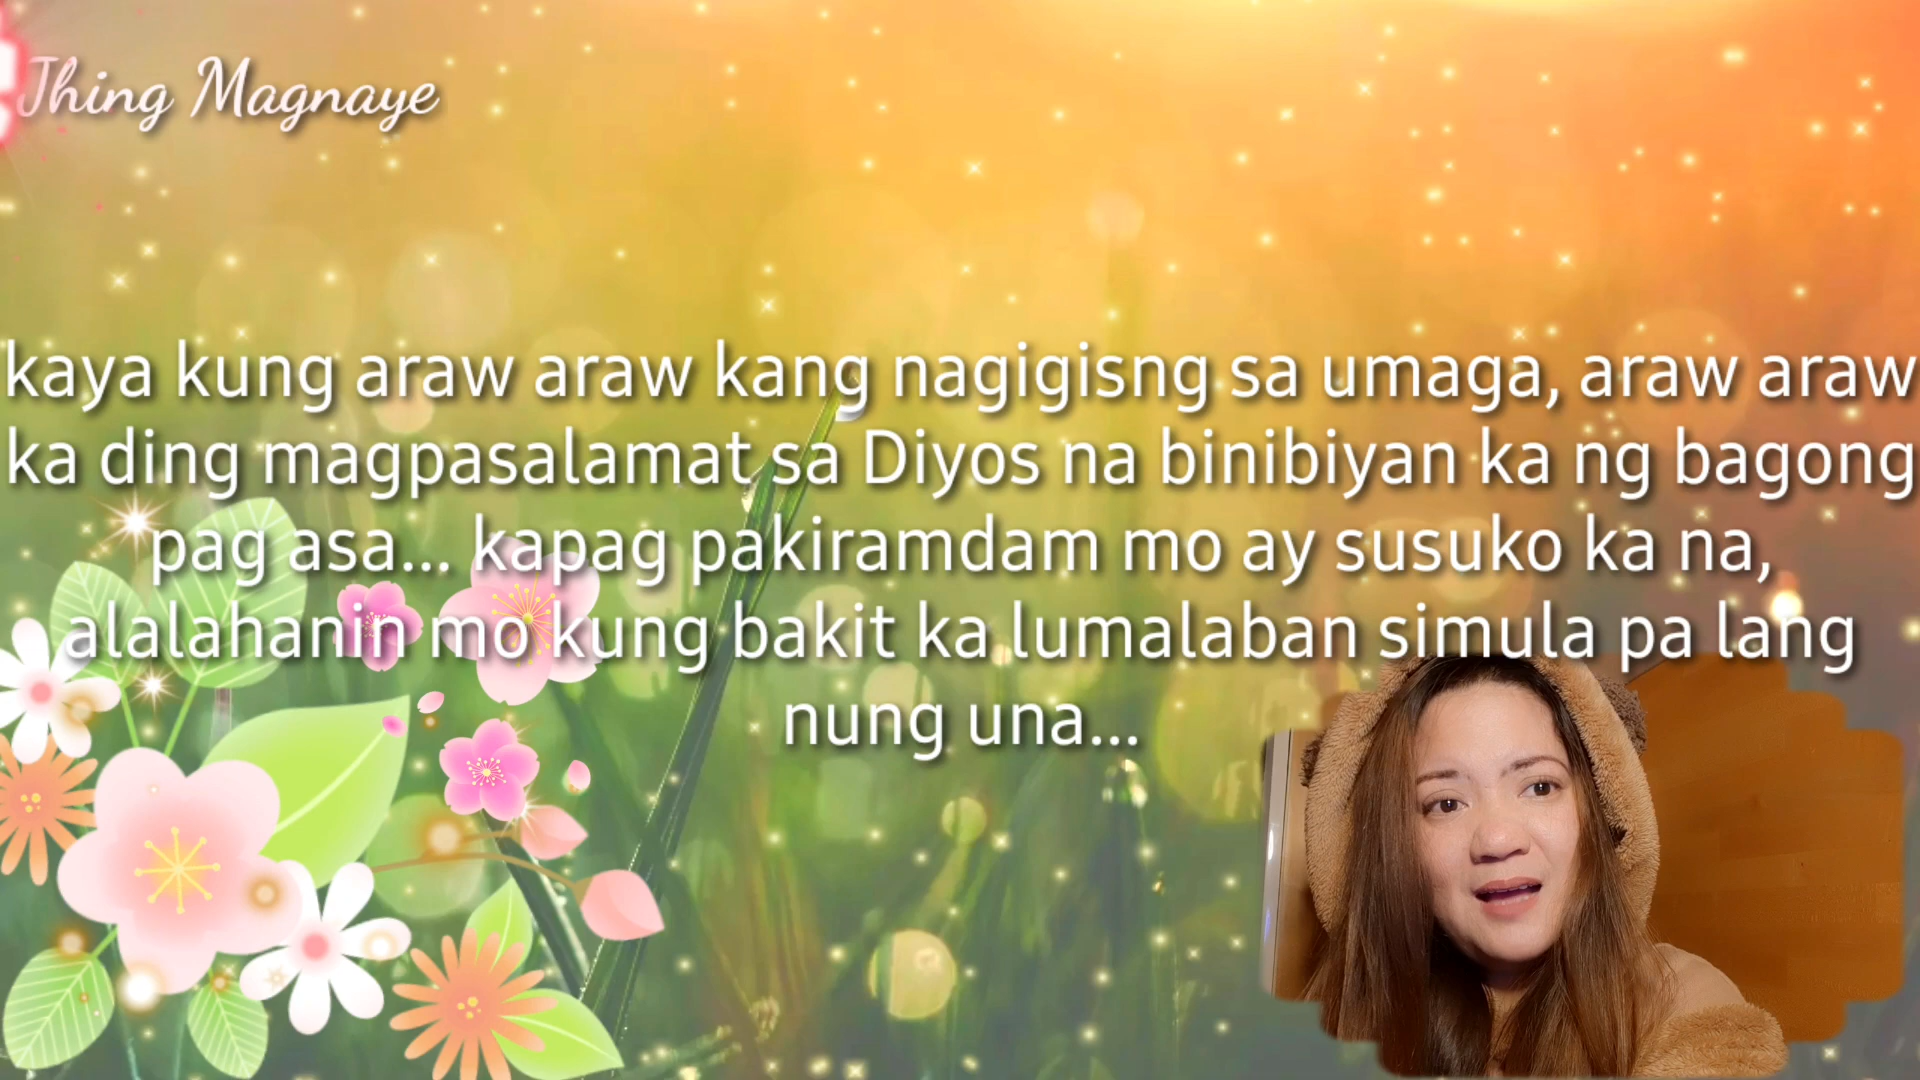 Jhing Magnaye
kaya kung araw araw kang nagigisng sa umaga, araw araw
ka ding magpasalamat sa Diyos na binibiyan ka ng bagong
pag asa... kapag pakiramdam mo ay susuko ka na,
alalahanin mo kung bakit ka lumalaban simula pa lang
nung una...